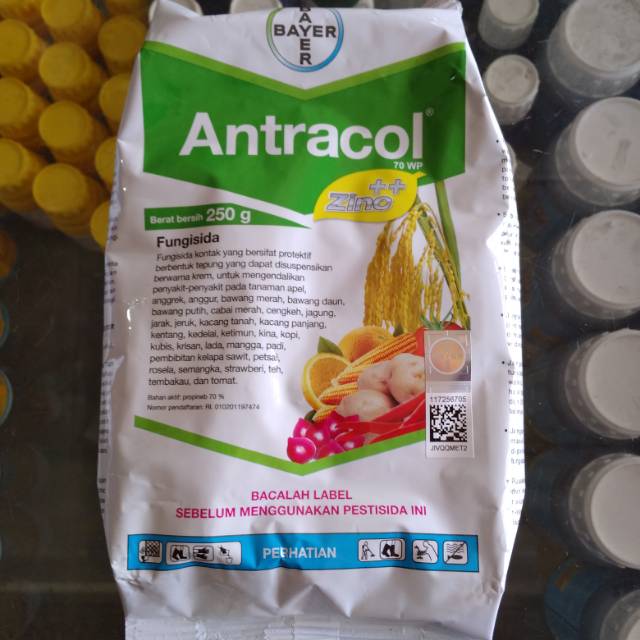 BAYER
BAYER
Antracol®
70 WP
Zinc++
Berat bersih 250 g
Fungisida
Fungisida kontak yang bersifat protektif
berbentuk tepung yang dapat disuspensikan
berwarna krem, untuk mengendalikan
penyakit-penyakit pada tanaman apel,
anggrek, anggur, bawang merah, bawang daun,
bawang putih, cabai merah, cengkeh, jagung,
jarak, jeruk, kacang tanah, kacang panjang,
kentang, kedelai, ketimun, kina, kopi,
kubis, krisan, lada, mangga, padi,
pembibitan kelapa sawit, petsai,
rosela, semangka, strawberi, teh,
tembakau, dan tomat.
Bahan aktif: propineb 70 %
Nomor pendaftaran: RI. 010201197474
117256705
JIVQQMET2
BACALAH LABEL
SEBELUM MENGGUNAKAN PESTISIDA INI
PERHATIAN